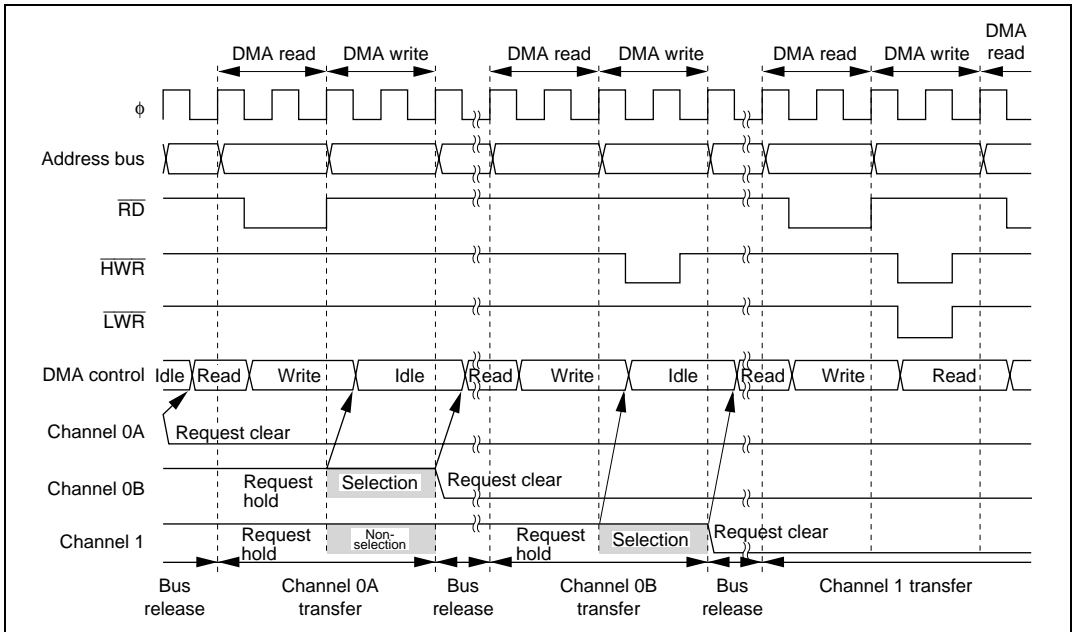 DMA
DMA read DMA write DMA read DMA write DMA read DMA write read
φ
Address bus
RD
HWR
LWR
DMA control Idle Read Write Idle Read Write Idle Read Write Read
Channel 0A Request clear
Channel 0B Request hold Selection Request clear
Channel 1 Request hold Non-selection Request hold Selection Request clear
Bus release Channel 0A transfer Bus release Channel 0B transfer Bus release Channel 1 transfer